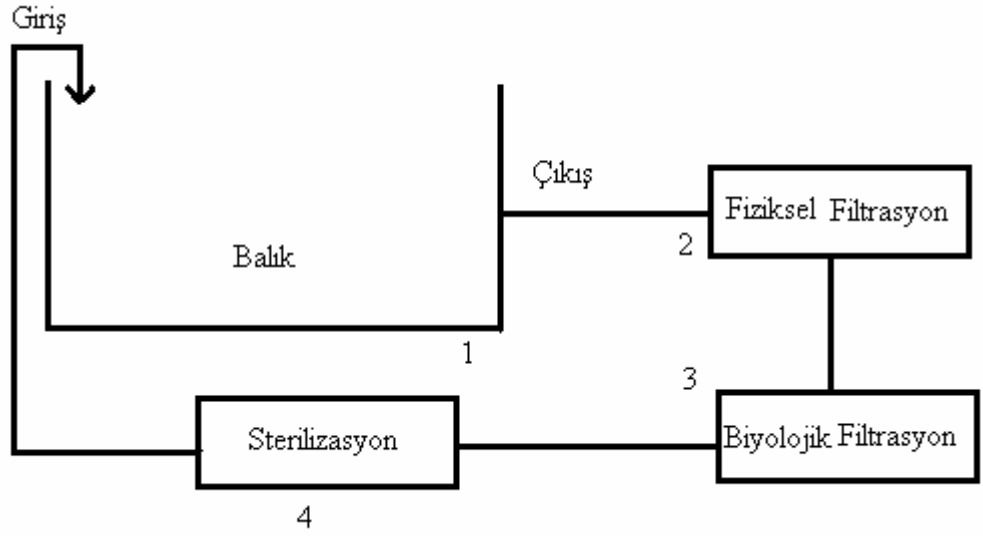 Giriş
Çıkış
Fiziksel Filtrasyon
2
Balık
1
3
Biyolojik Filtrasyon
Sterilizasyon
4